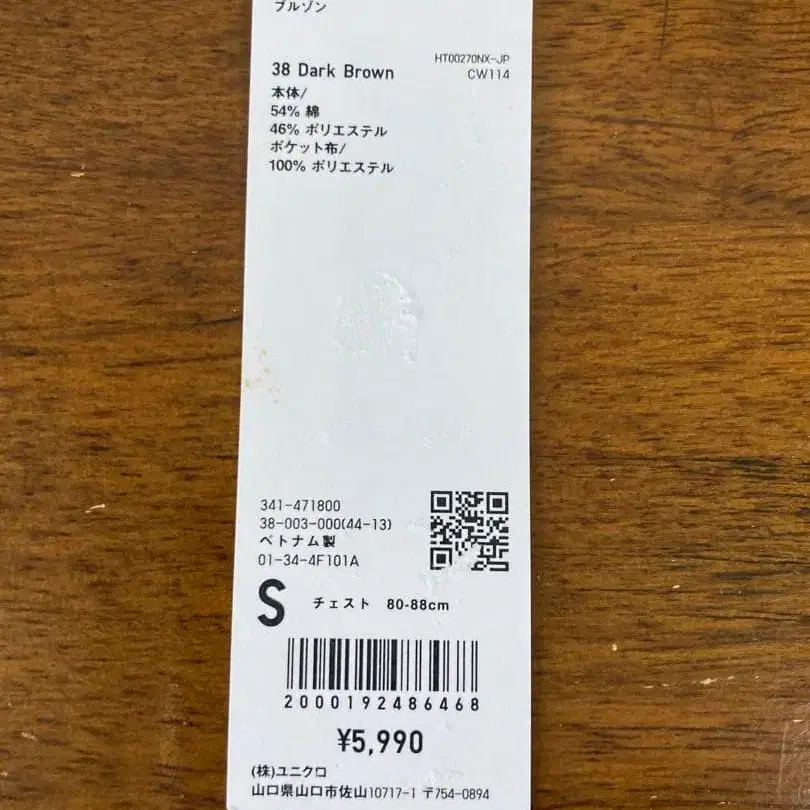 ブルゾン
HT00270NX-JP
38 Dark Brown CW114
本体/
54% 綿
46% ポリエステル
ポケット布/
100% ポリエステル
341-471800
38-003-000(44-13)
ベトナム製
01-34-4F101A
S チェスト 80-88cm
2000192486468
¥5,990
(株)ユニクロ
山口県山口市佐山10717-1 〒754-0894